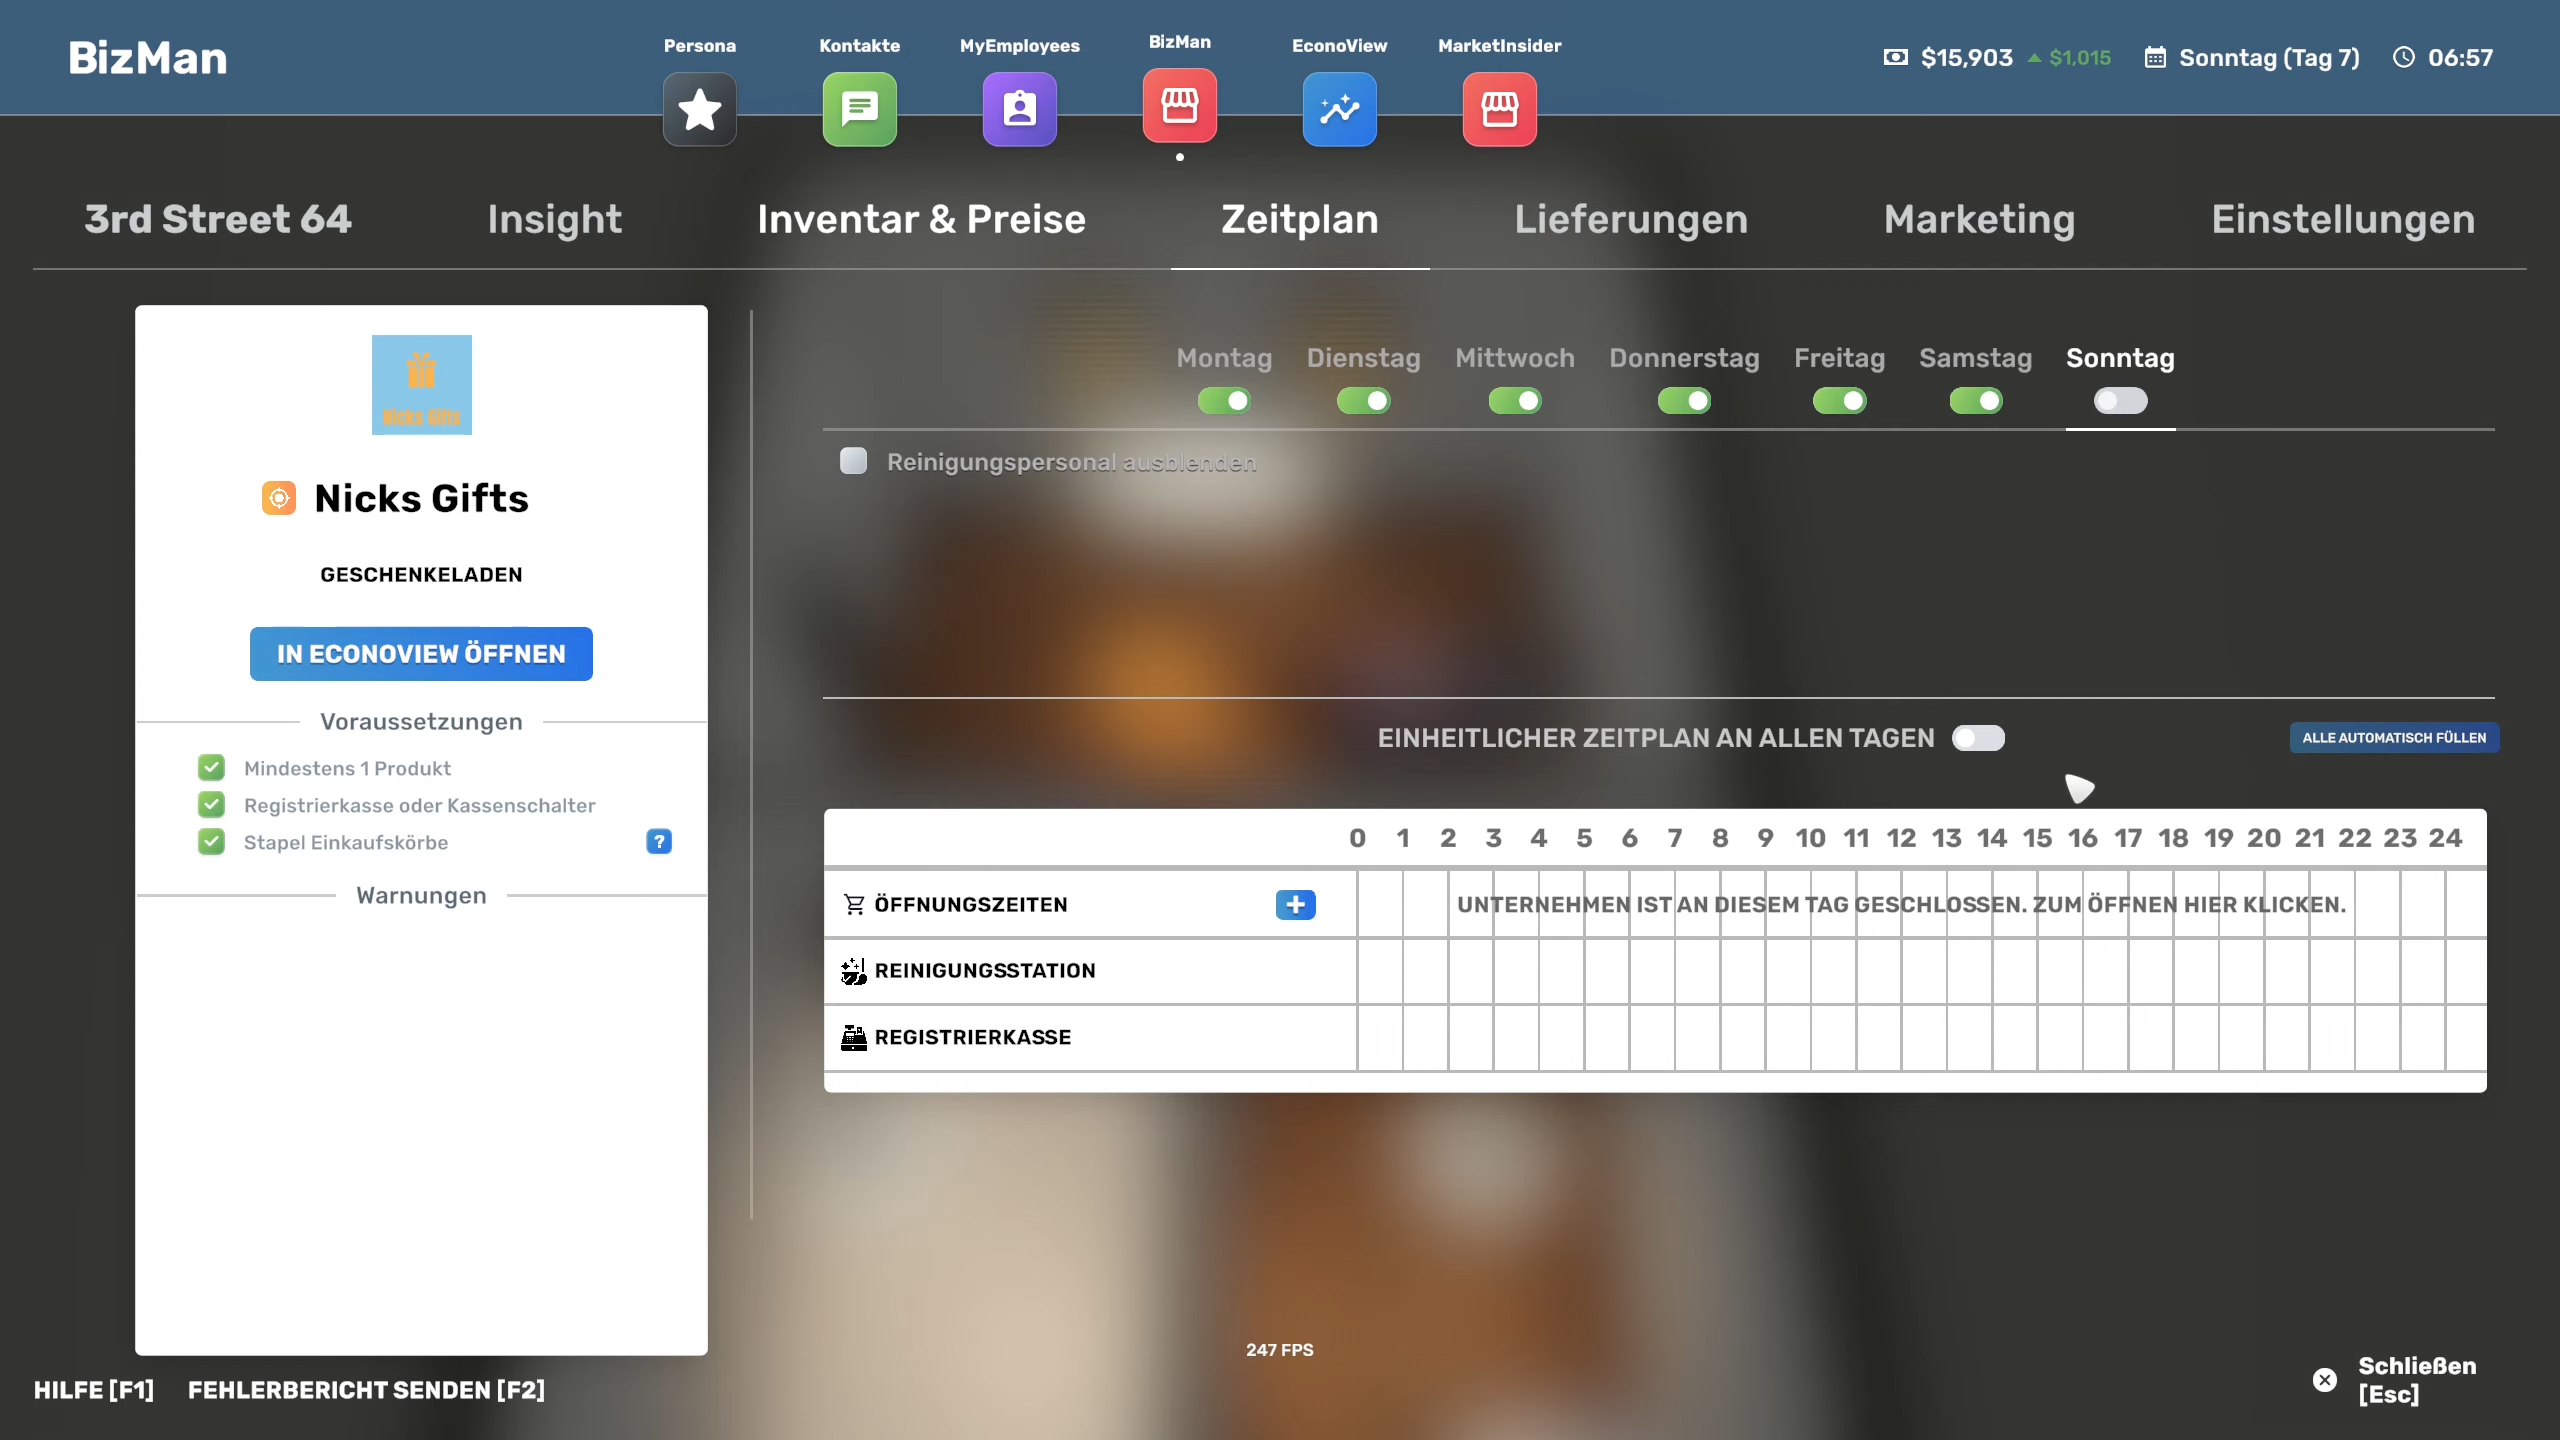 BizMan
Persona
Kontakte
MyEmployees
BizMan
EconoView
MarketInsider
$15,903 $1,015 Sonntag (Tag 7) 06:57
3rd Street 64
Insight
Inventar & Preise
Zeitplan
Lieferungen
Marketing
Einstellungen
Nicks Gifts
Nicks Gifts
GESCHENKELADEN
IN ECONOVIEW ÖFFNEN
Voraussetzungen
Mindestens 1 Produkt
Registrierkasse oder Kassenschalter
Stapel Einkaufskörbe ?
Warnungen
Montag Dienstag Mittwoch Donnerstag Freitag Samstag Sonntag
Reinigungspersonal ausblenden
EINHEITLICHER ZEITPLAN AN ALLEN TAGEN
ALLE AUTOMATISCH FÜLLEN
0 1 2 3 4 5 6 7 8 9 10 11 12 13 14 15 16 17 18 19 20 21 22 23 24
ÖFFNUNGSZEITEN
UNTERNEHMEN IST AN DIESEM TAG GESCHLOSSEN. ZUM ÖFFNEN HIER KLICKEN.
REINIGUNGSSTATION
REGISTRIERKASSE
247 FPS
HILFE [F1]
FEHLERBERICHT SENDEN [F2]
Schließen
[Esc]